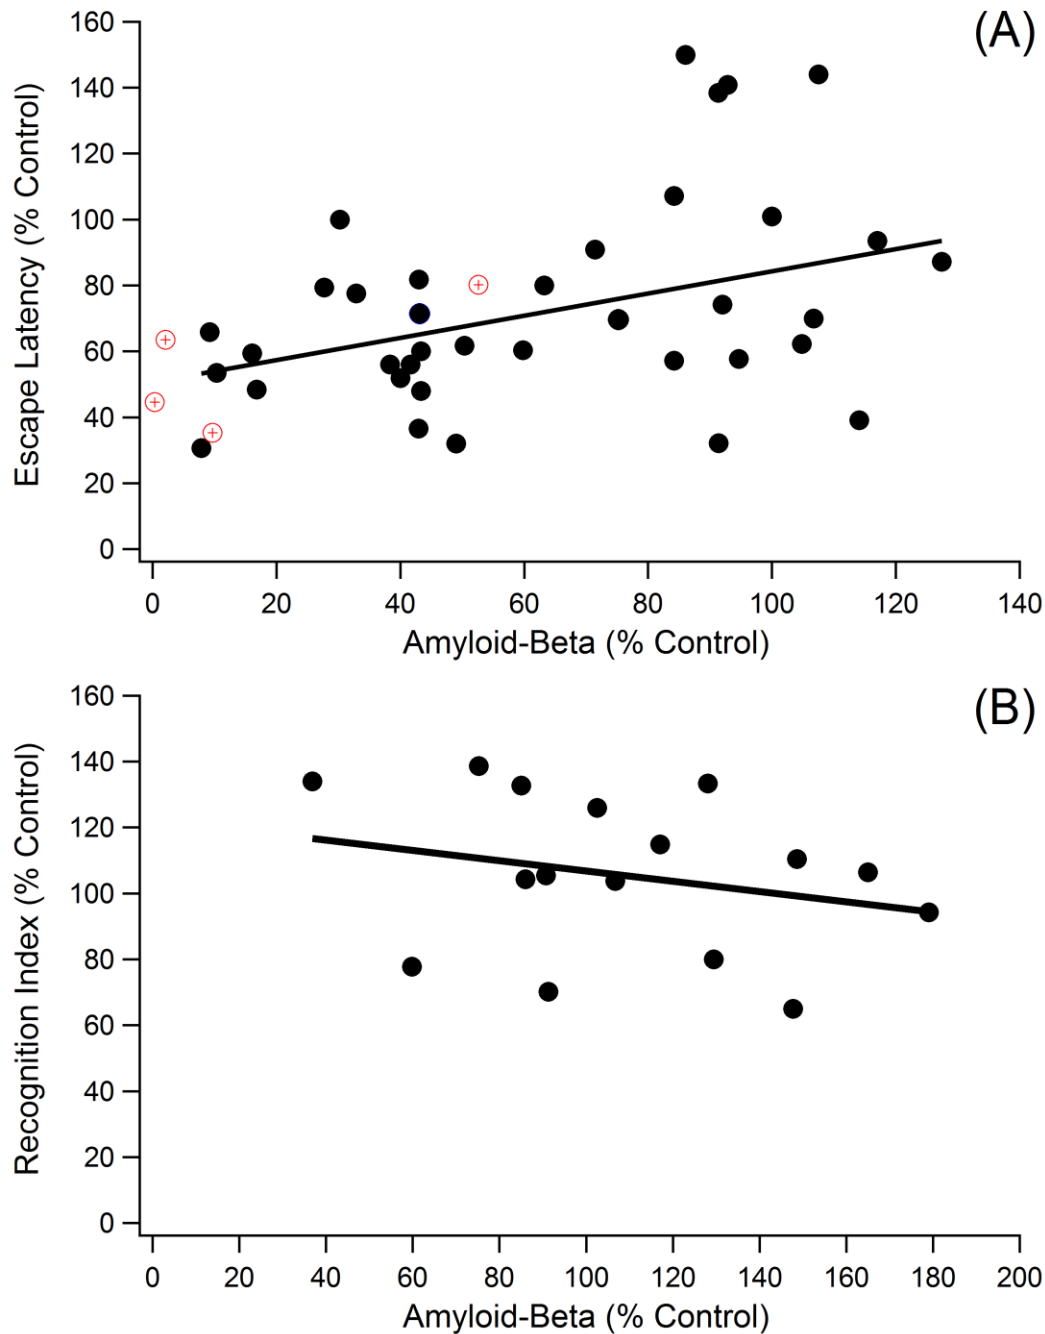 (A)
Escape Latency (% Control)
160
140
120
100
80
60
40
20
0
0 20 40 60 80 100 120 140
Amyloid-Beta (% Control)
(B)
Recognition Index (% Control)
160
140
120
100
80
60
40
20
0
0 20 40 60 80 100 120 140 160 180 200
Amyloid-Beta (% Control)